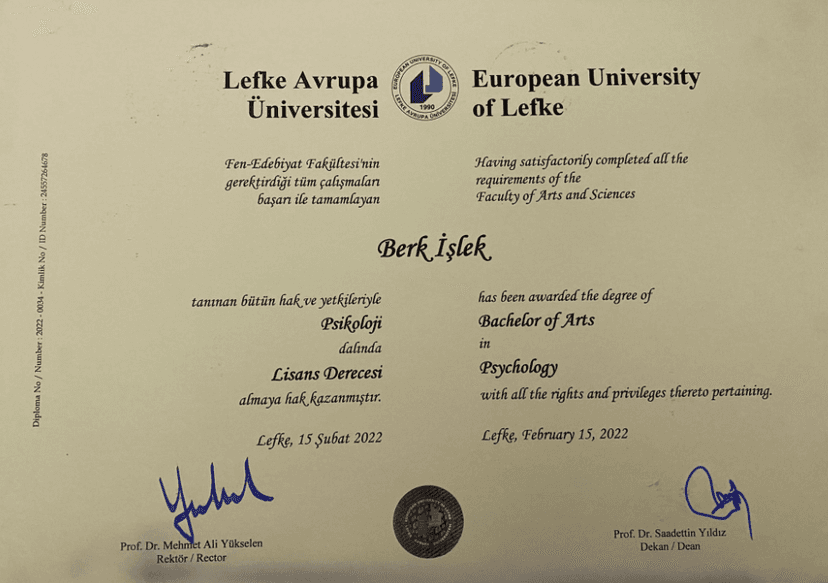 Lefke Avrupa
Üniversitesi
EUROPEAN UNIVERSITY OF LEFKE
1990
LEFKE AVRUPA ÜNİVERSİTESİ
European University
of Lefke
Fen-Edebiyat Fakültesi'nin
gerektirdiği tüm çalışmaları
başarı ile tamamlayan
Having satisfactorily completed all the
requirements of the
Faculty of Arts and Sciences
Berk İşlek
tanınan bütün hak ve yetkileriyle
Psikoloji
dalında
Lisans Derecesi
almaya hak kazanmıştır.
Lefke, 15 Şubat 2022
has been awarded the degree of
Bachelor of Arts
in
Psychology
with all the rights and privileges thereto pertaining.
Lefke, February 15, 2022
Prof. Dr. Mehmet Ali Yükselen
Rektör / Rector
Prof. Dr. Saadettin Yıldız
Dekan / Dean
Diploma No / Number : 2022 - 0034 - Kimlik No / ID Number : 24557264678